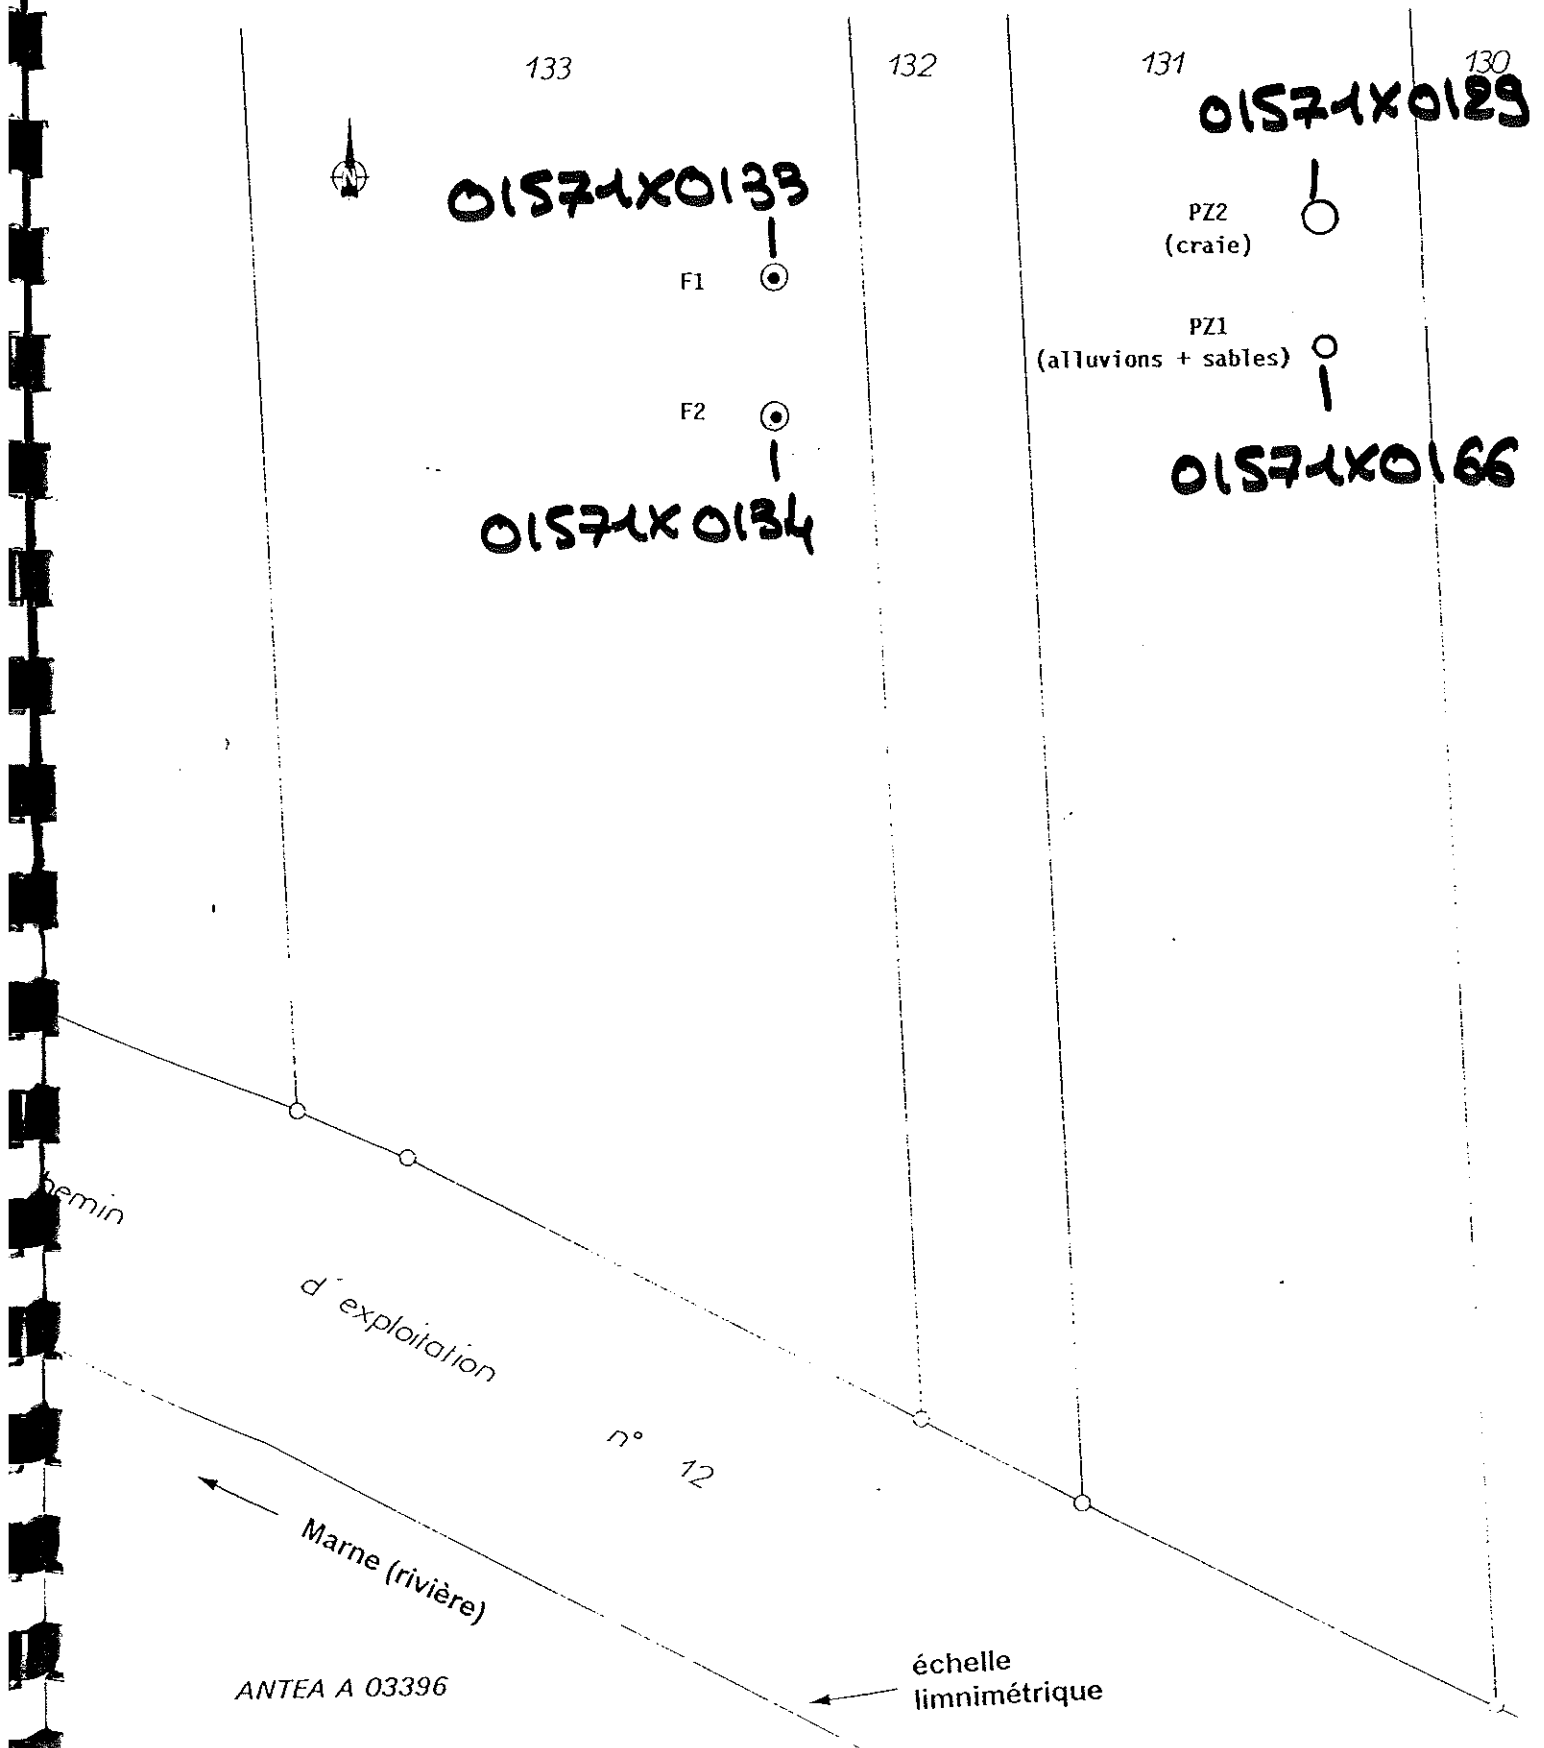 133
132
131
130
01571X0129
N
01571X0133
PZ2
(craie)
F1
PZ1
(alluvions + sables)
F2
01571X0166
01571X0134
hemin
d'exploitation
n° 12
Marne (rivière)
échelle
limnimétrique
ANTEA A 03396